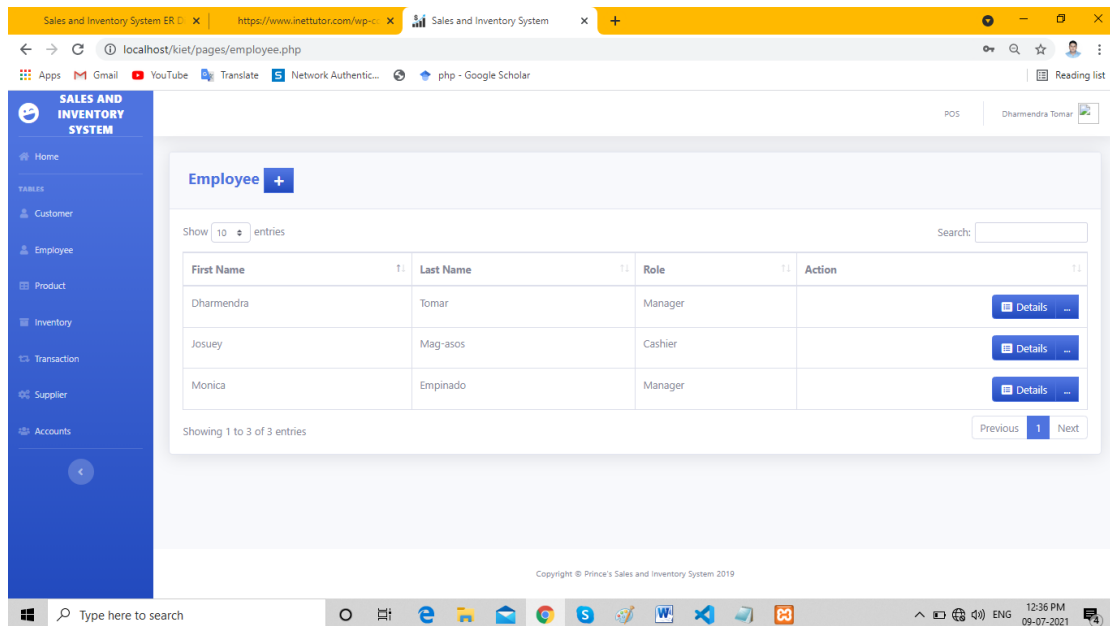 Sales and Inventory System ER D
https://www.inettutor.com/wp-c
Sales and Inventory System
localhost/kiet/pages/employee.php
Apps Gmail YouTube Translate Network Authentic... php - Google Scholar Reading list
SALES AND
INVENTORY
SYSTEM
POS Dharmendra Tomar
Home
TABLES
Customer
Employee
Product
Inventory
Transaction
Supplier
Accounts
Employee +
Show 10 entries
Search:
First Name Last Name Role Action
Dharmendra Tomar Manager Details ...
Josuey Mag-asos Cashier Details ...
Monica Empinado Manager Details ...
Showing 1 to 3 of 3 entries
Previous 1 Next
Copyright © Prince's Sales and Inventory System 2019
Type here to search
ENG
12:36 PM
09-07-2021